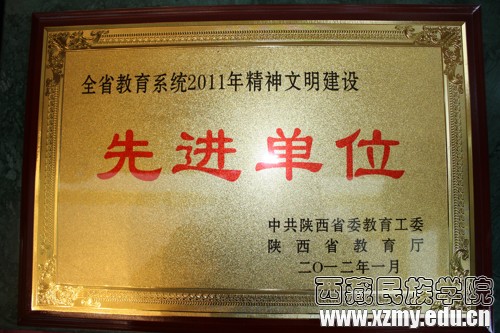 全省教育系统2011年精神文明建设
先进单位
中共陕西省委教育工委
陕西省教育厅
二〇一二年一月
西藏民族学院
www.xzmy.edu.cn